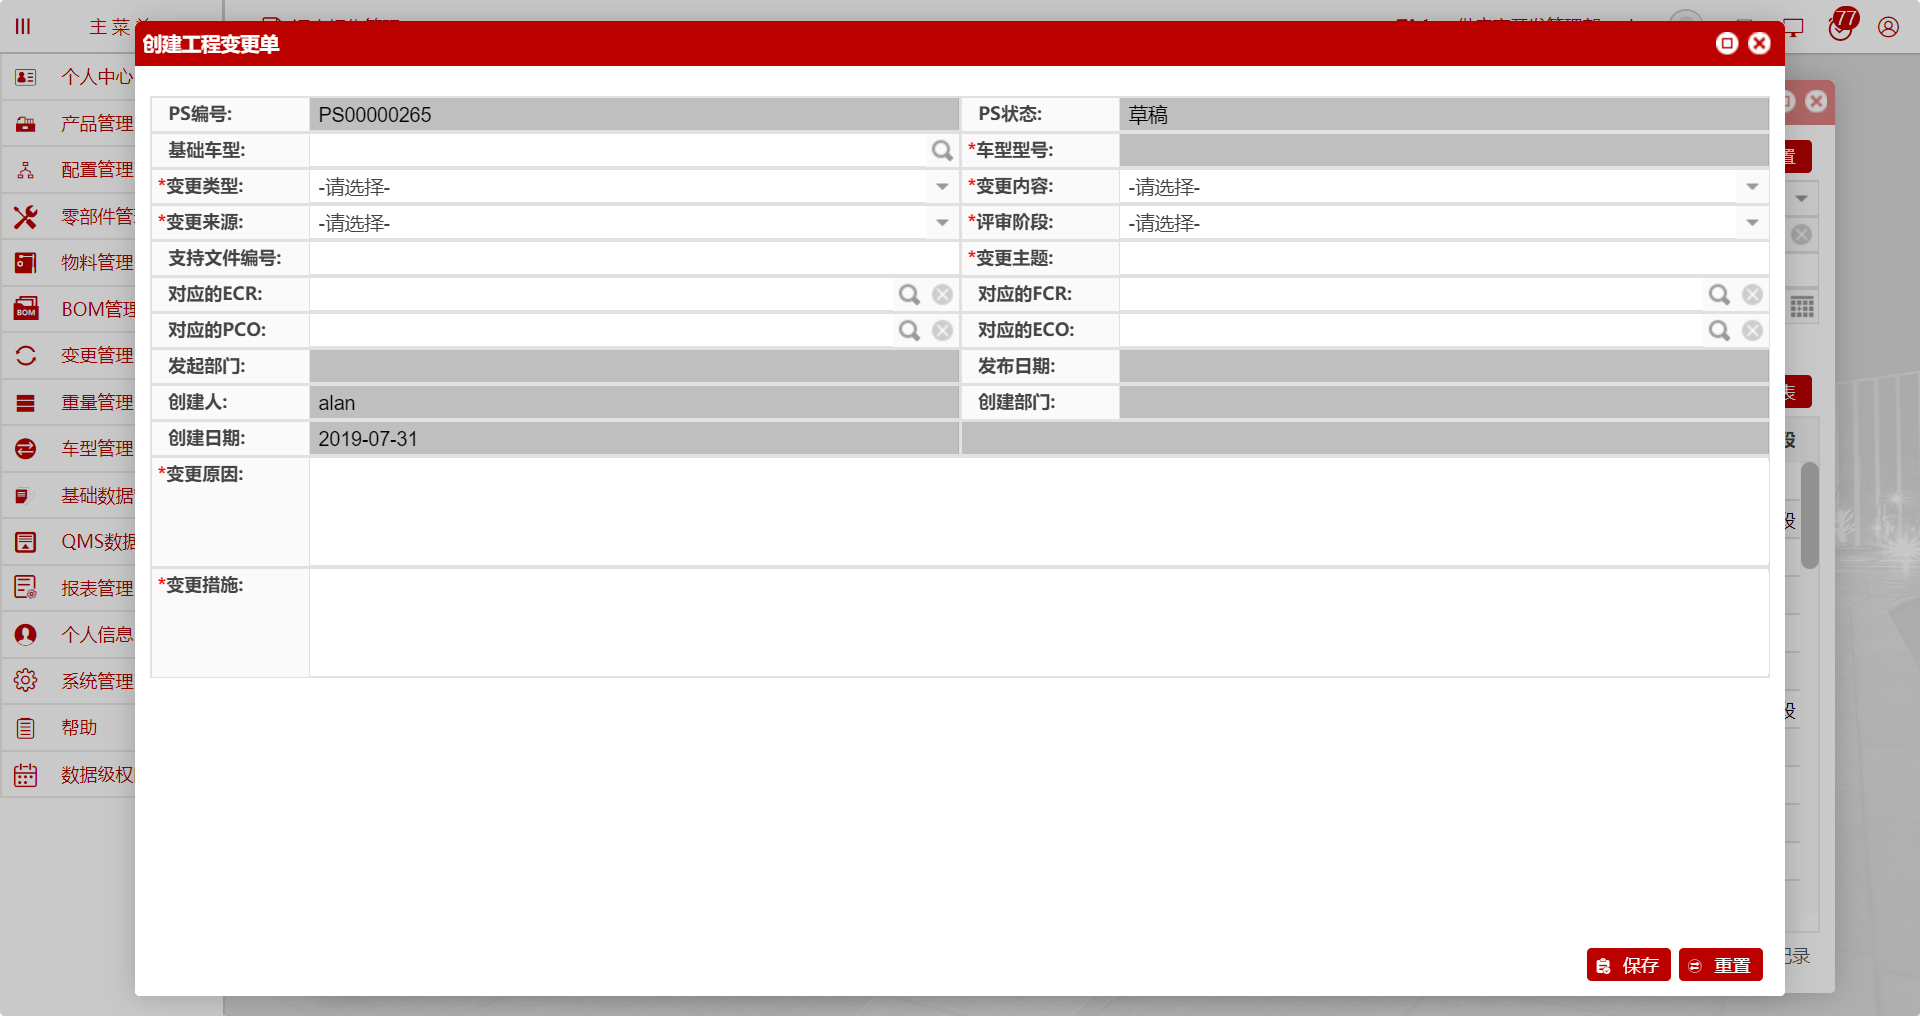 主 菜
77
创建工程变更单
个人中心
产品管理
配置管理
零部件管
物料管理
BOM管理
变更管理
重量管理
车型管理
基础数据
QMS数据
报表管理
个人信息
系统管理
帮助
数据级权
PS编号: PS00000265 PS状态: 草稿
基础车型: *车型型号:
*变更类型: -请选择- *变更内容: -请选择-
*变更来源: -请选择- *评审阶段: -请选择-
支持文件编号: *变更主题:
对应的ECR: 对应的FCR:
对应的PCO: 对应的ECO:
发起部门: 发布日期:
创建人: alan 创建部门:
创建日期: 2019-07-31
*变更原因:
*变更措施:
置
表
段
段
段
记录
保存 重置